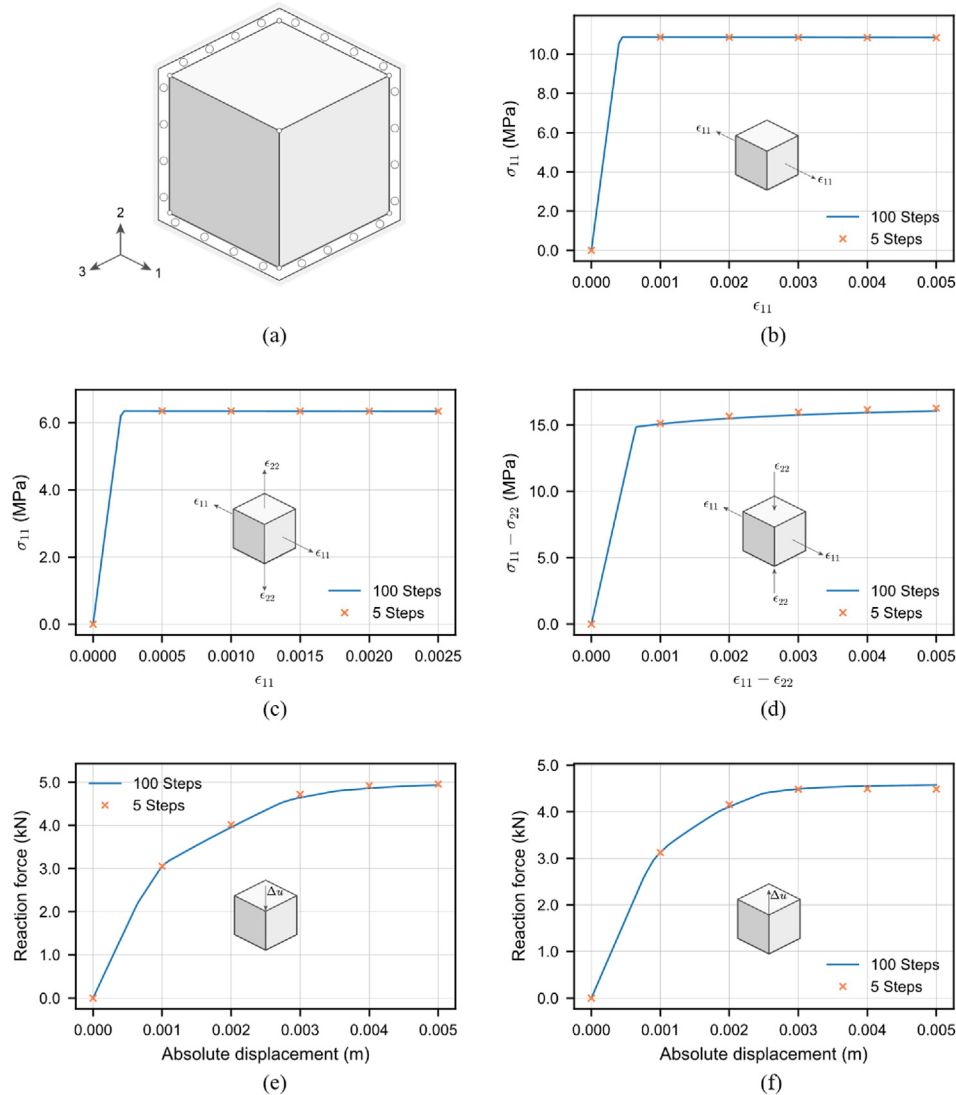 2
3
1
(a)
10.0
8.0
6.0
4.0
2.0
0.0
σ₁₁ (MPa)
ϵ₁₁
ϵ₁₁
100 Steps
5 Steps
0.000 0.001 0.002 0.003 0.004 0.005
ϵ₁₁
(b)
6.0
4.0
2.0
0.0
σ₁₁ (MPa)
ϵ₂₂
ϵ₁₁
ϵ₁₁
ϵ₂₂
100 Steps
5 Steps
0.0000 0.0005 0.0010 0.0015 0.0020 0.0025
ϵ₁₁
(c)
15.0
10.0
5.0
0.0
σ₁₁ − σ₂₂ (MPa)
ϵ₂₂
ϵ₁₁
ϵ₁₁
ϵ₂₂
100 Steps
5 Steps
0.000 0.001 0.002 0.003 0.004 0.005
ϵ₁₁ − ϵ₂₂
(d)
5.0
4.0
3.0
2.0
1.0
0.0
Reaction force (kN)
100 Steps
5 Steps
Δu
0.000 0.001 0.002 0.003 0.004 0.005
Absolute displacement (m)
(e)
5.0
4.0
3.0
2.0
1.0
0.0
Reaction force (kN)
Δu
100 Steps
5 Steps
0.000 0.001 0.002 0.003 0.004 0.005
Absolute displacement (m)
(f)